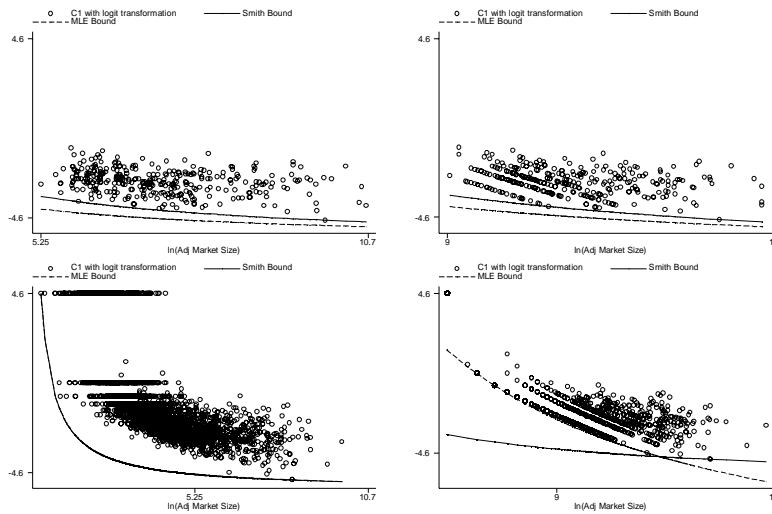 C1 with logit transformation Smith Bound
MLE Bound
4.6
-4.6
5.25 10.7
ln(Adj Market Size)
C1 with logit transformation Smith Bound
MLE Bound
4.6
-4.6
9 1
ln(Adj Market Size)
C1 with logit transformation Smith Bound
MLE Bound
4.6
-4.6
5.25 10.7
ln(Adj Market Size)
C1 with logit transformation Smith Bound
MLE Bound
4.6
-4.6
9 1
ln(Adj Market Size)